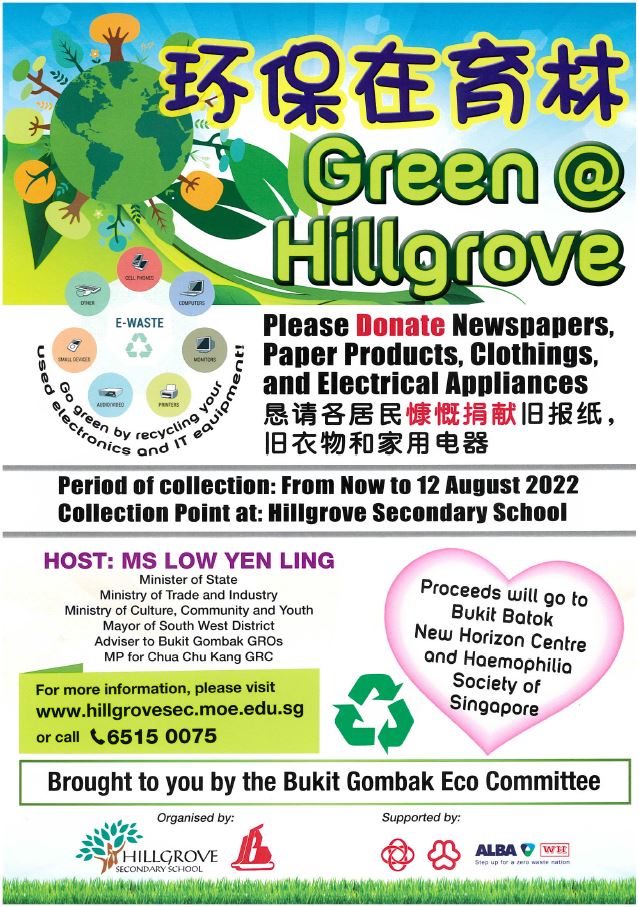 环保在育林
Green @
Hillgrove
CELL PHONES
OTHER
COMPUTERS
E-WASTE
SMALL DEVICES
MONITORS
AUDIO/VIDEO
PRINTERS
Go green by recycling your
used electronics and IT equipment!
Please Donate Newspapers,
Paper Products, Clothings,
and Electrical Appliances
恳请各居民慷慨捐献旧报纸，
旧衣物和家用电器
Period of collection: From Now to 12 August 2022
Collection Point at: Hillgrove Secondary School
HOST: MS LOW YEN LING
Minister of State
Ministry of Trade and Industry
Ministry of Culture, Community and Youth
Mayor of South West District
Adviser to Bukit Gombak GROs
MP for Chua Chu Kang GRC
Proceeds will go to
Bukit Batok
New Horizon Centre
and Haemophilia
Society of
Singapore
For more information, please visit
www.hillgrovesec.moe.edu.sg
or call 6515 0075
Brought to you by the Bukit Gombak Eco Committee
Organised by:
Supported by:
HILLGROVE
SECONDARY SCHOOL
ALBA WH
Step up for a zero waste nation